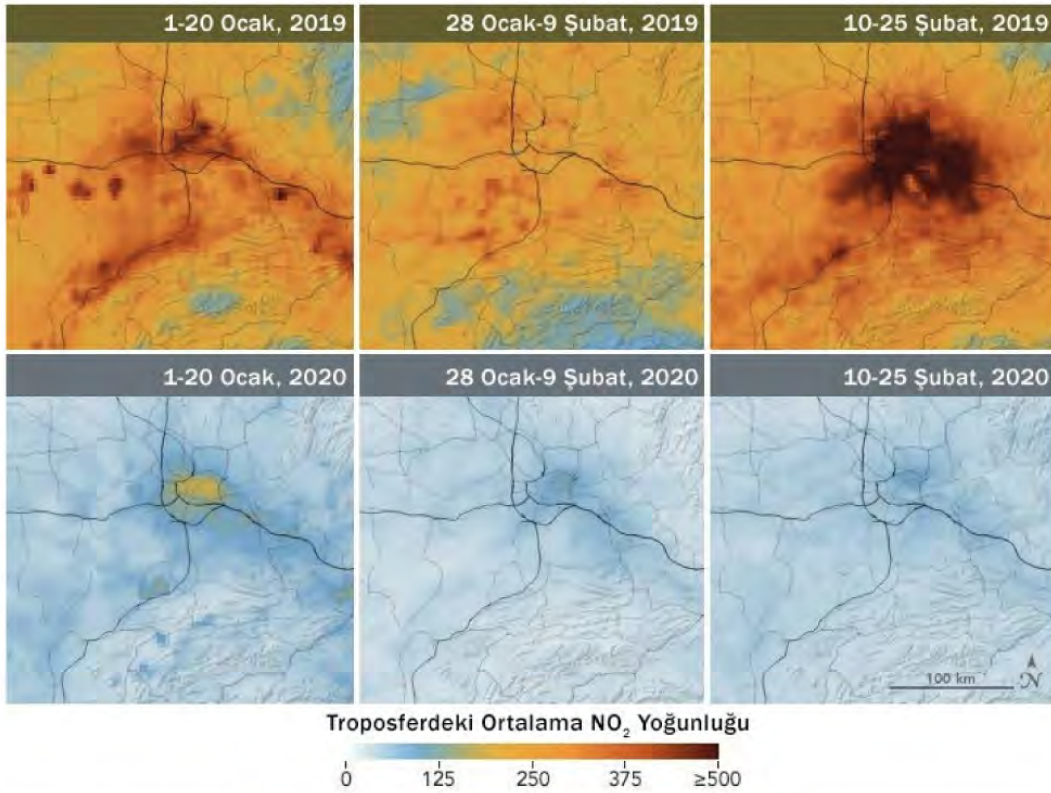 1-20 Ocak, 2019
28 Ocak-9 Şubat, 2019
10-25 Şubat, 2019
1-20 Ocak, 2020
28 Ocak-9 Şubat, 2020
10-25 Şubat, 2020
100 km
N
Troposferdeki Ortalama NO₂ Yoğunluğu
0 125 250 375 ≥500